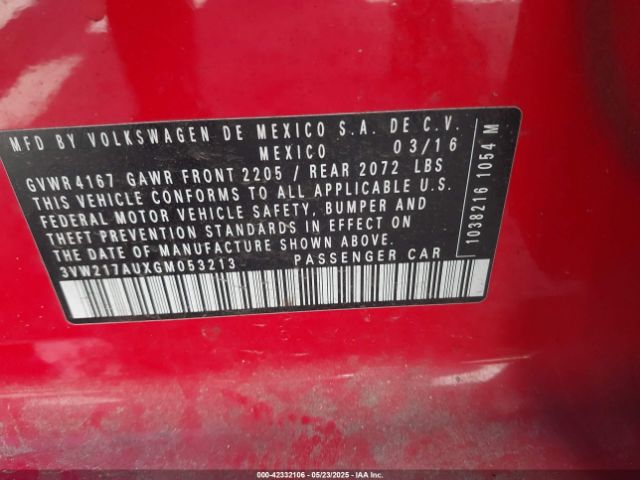 MFD BY VOLKSWAGEN DE MEXICO S.A. DE C.V.
MEXICO 03/16
GVWR 4167 GAWR FRONT 2205 / REAR 2072 LBS
THIS VEHICLE CONFORMS TO ALL APPLICABLE U.S.
FEDERAL MOTOR VEHICLE SAFETY, BUMPER AND
THEFT PREVENTION STANDARDS IN EFFECT ON
THE DATE OF MANUFACTURE SHOWN ABOVE.
3VW217AUXGM053213 PASSENGER CAR
1038216 1054 M
000-42332106 - 05/23/2025 - IAA Inc.